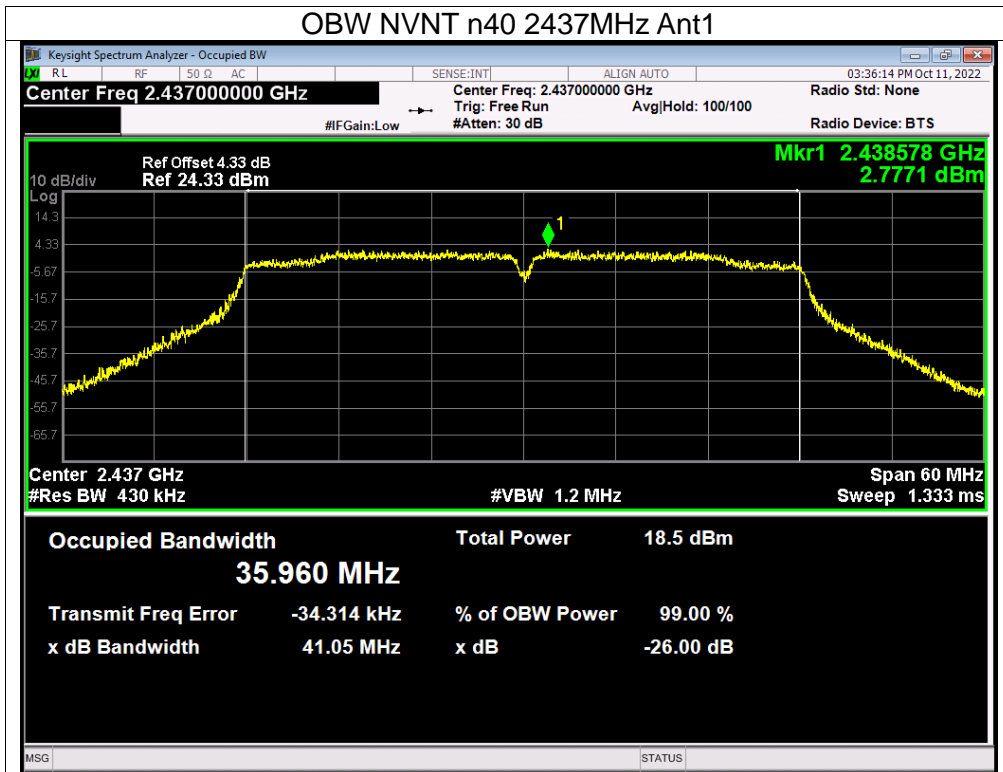 OBW NVNT n40 2437MHz Ant1
Keysight Spectrum Analyzer - Occupied BW
LXI RL RF 50 Ω AC SENSE:INT ALIGN AUTO 03:36:14 PM Oct 11, 2022
Center Freq 2.437000000 GHz Center Freq: 2.437000000 GHz Radio Std: None
Trig: Free Run Avg|Hold: 100/100
#IFGain:Low #Atten: 30 dB Radio Device: BTS
Mkr1 2.438578 GHz
Ref Offset 4.33 dB
10 dB/div Ref 24.33 dBm 2.7771 dBm
Log
14.3
1
4.33
-5.67
-15.7
-25.7
-35.7
-45.7
-55.7
-65.7
Center 2.437 GHz Span 60 MHz
#Res BW 430 kHz #VBW 1.2 MHz Sweep 1.333 ms
Occupied Bandwidth Total Power 18.5 dBm
35.960 MHz
Transmit Freq Error -34.314 kHz % of OBW Power 99.00 %
x dB Bandwidth 41.05 MHz x dB -26.00 dB
MSG STATUS